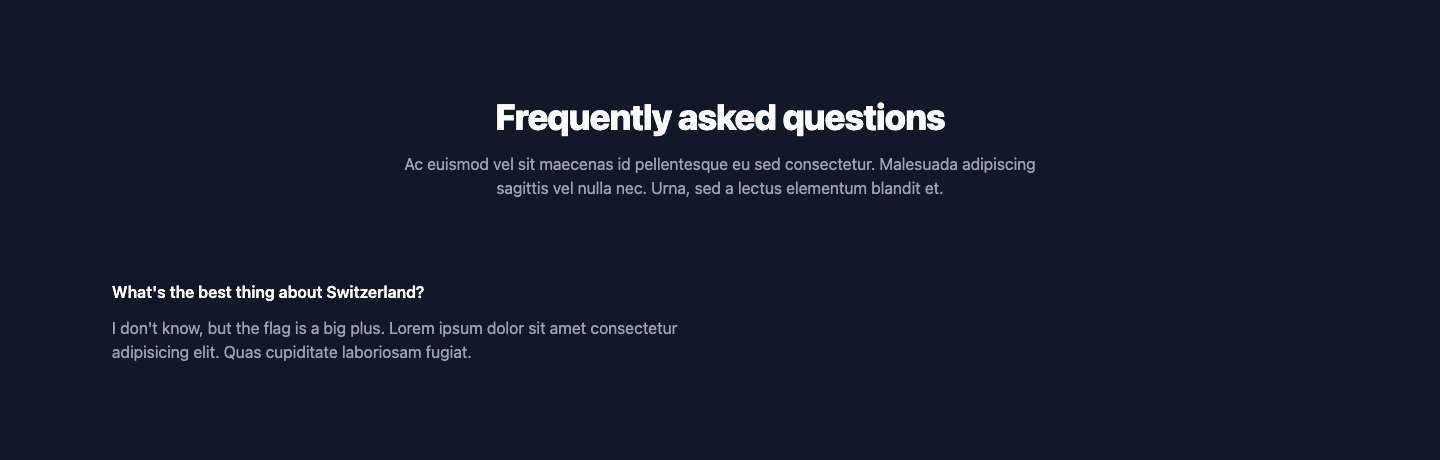 Frequently asked questions
Ac euismod vel sit maecenas id pellentesque eu sed consectetur. Malesuada adipiscing
sagittis vel nulla nec. Urna, sed a lectus elementum blandit et.
What's the best thing about Switzerland?
I don't know, but the flag is a big plus. Lorem ipsum dolor sit amet consectetur
adipisicing elit. Quas cupiditate laboriosam fugiat.